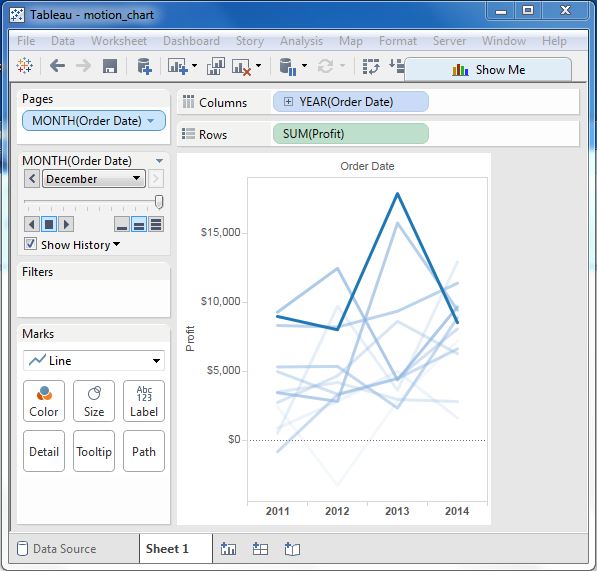 Tableau - motion_chart
File Data Worksheet Dashboard Story Analysis Map Format Server Window Help
Show Me
Pages
MONTH(Order Date)
MONTH(Order Date)
December
Show History
Filters
Marks
Line
Color Size Abc 123 Label
Detail Tooltip Path
Columns YEAR(Order Date)
Rows SUM(Profit)
Order Date
Profit
$15,000
$10,000
$5,000
$0
2011 2012 2013 2014
Data Source Sheet 1